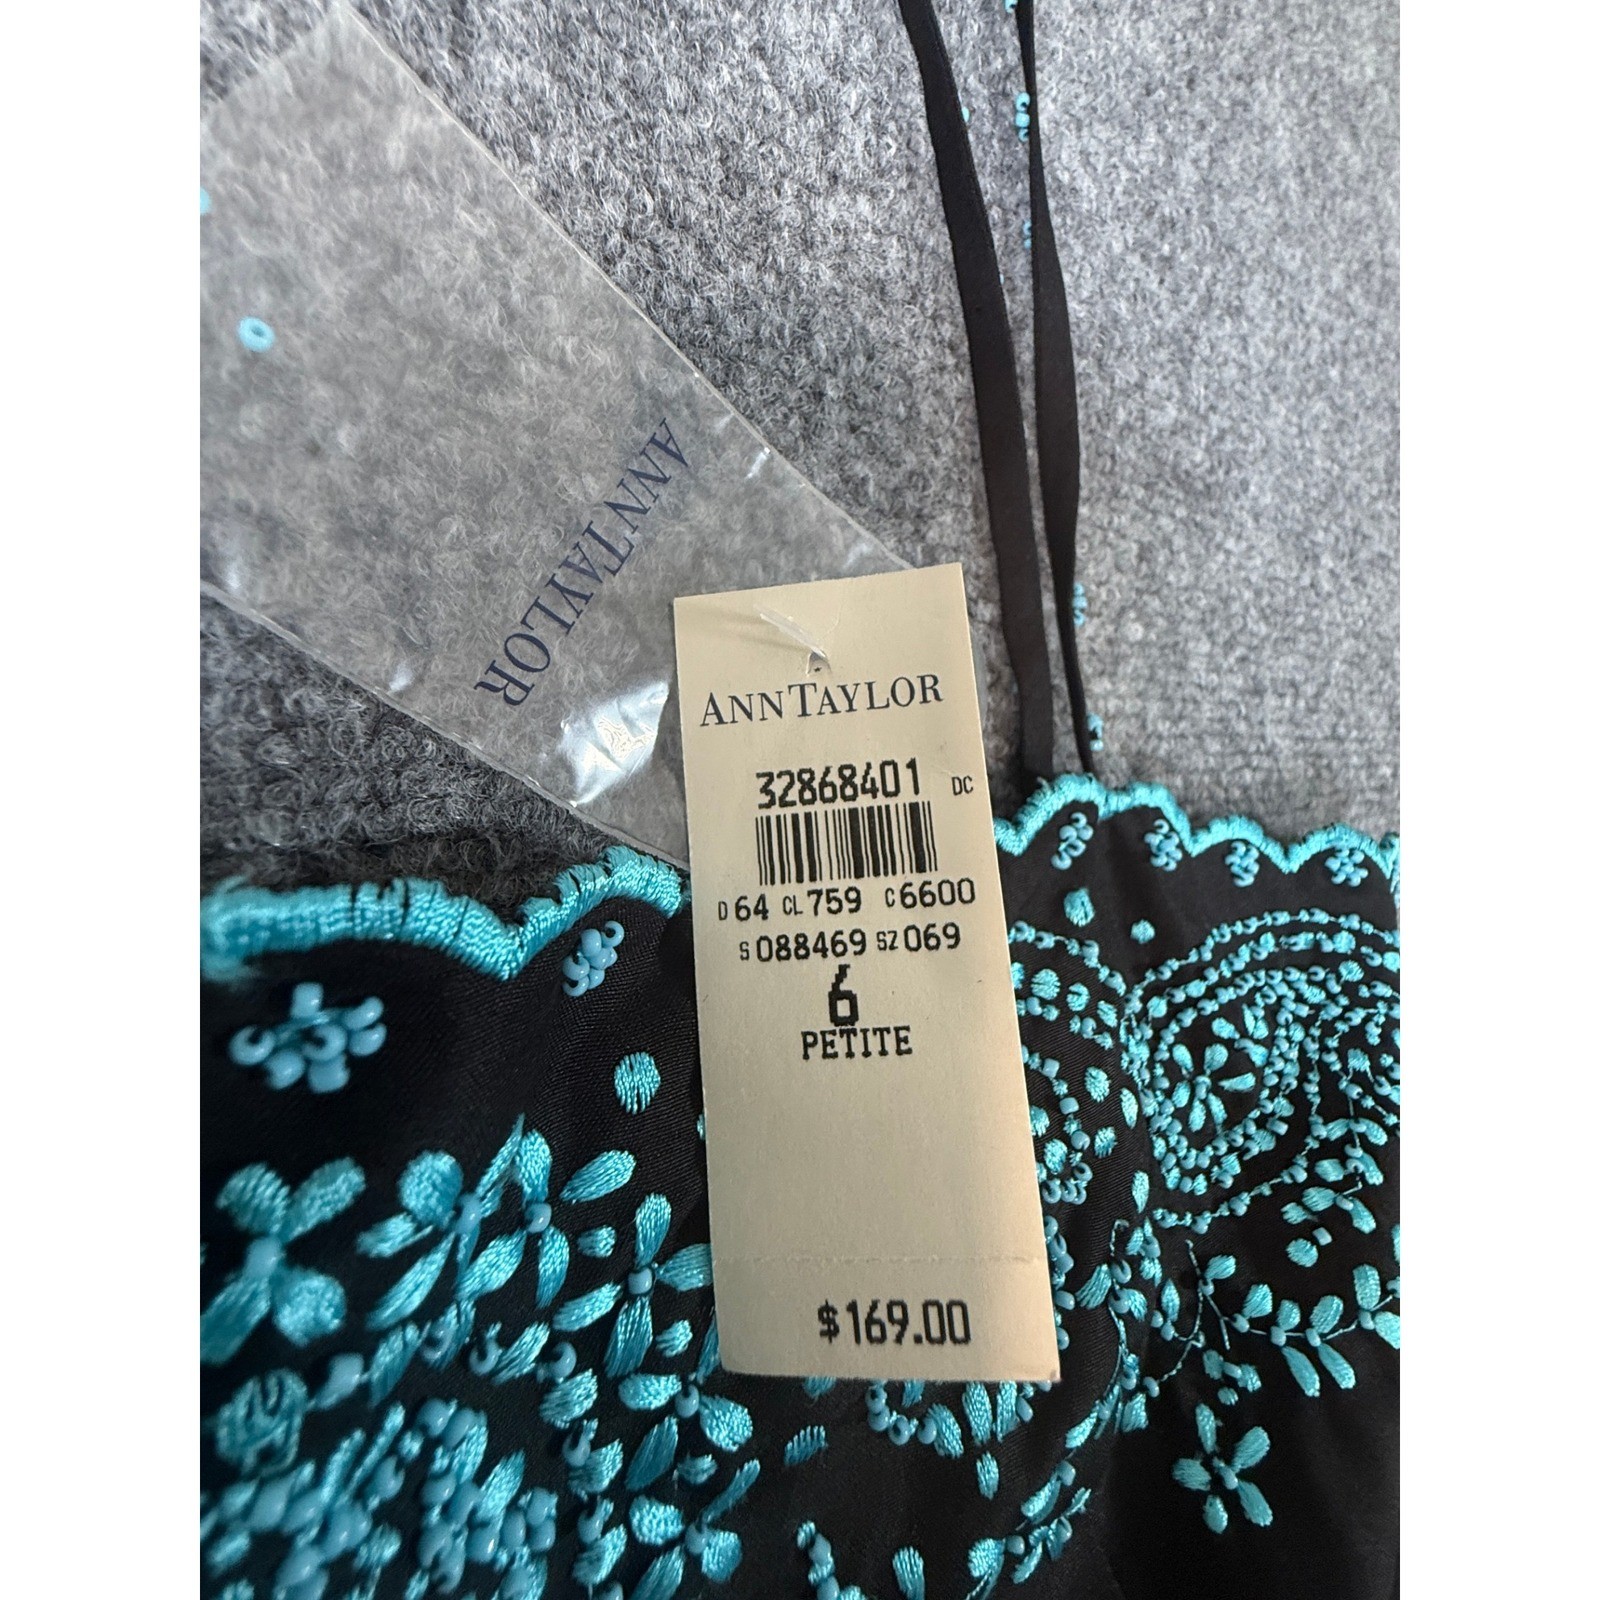 ANNTAYLOR
ANNTAYLOR
32868401 DC
D 64 CL 759 C 6600
S 088469 SZ 069
6
PETITE
$169.00